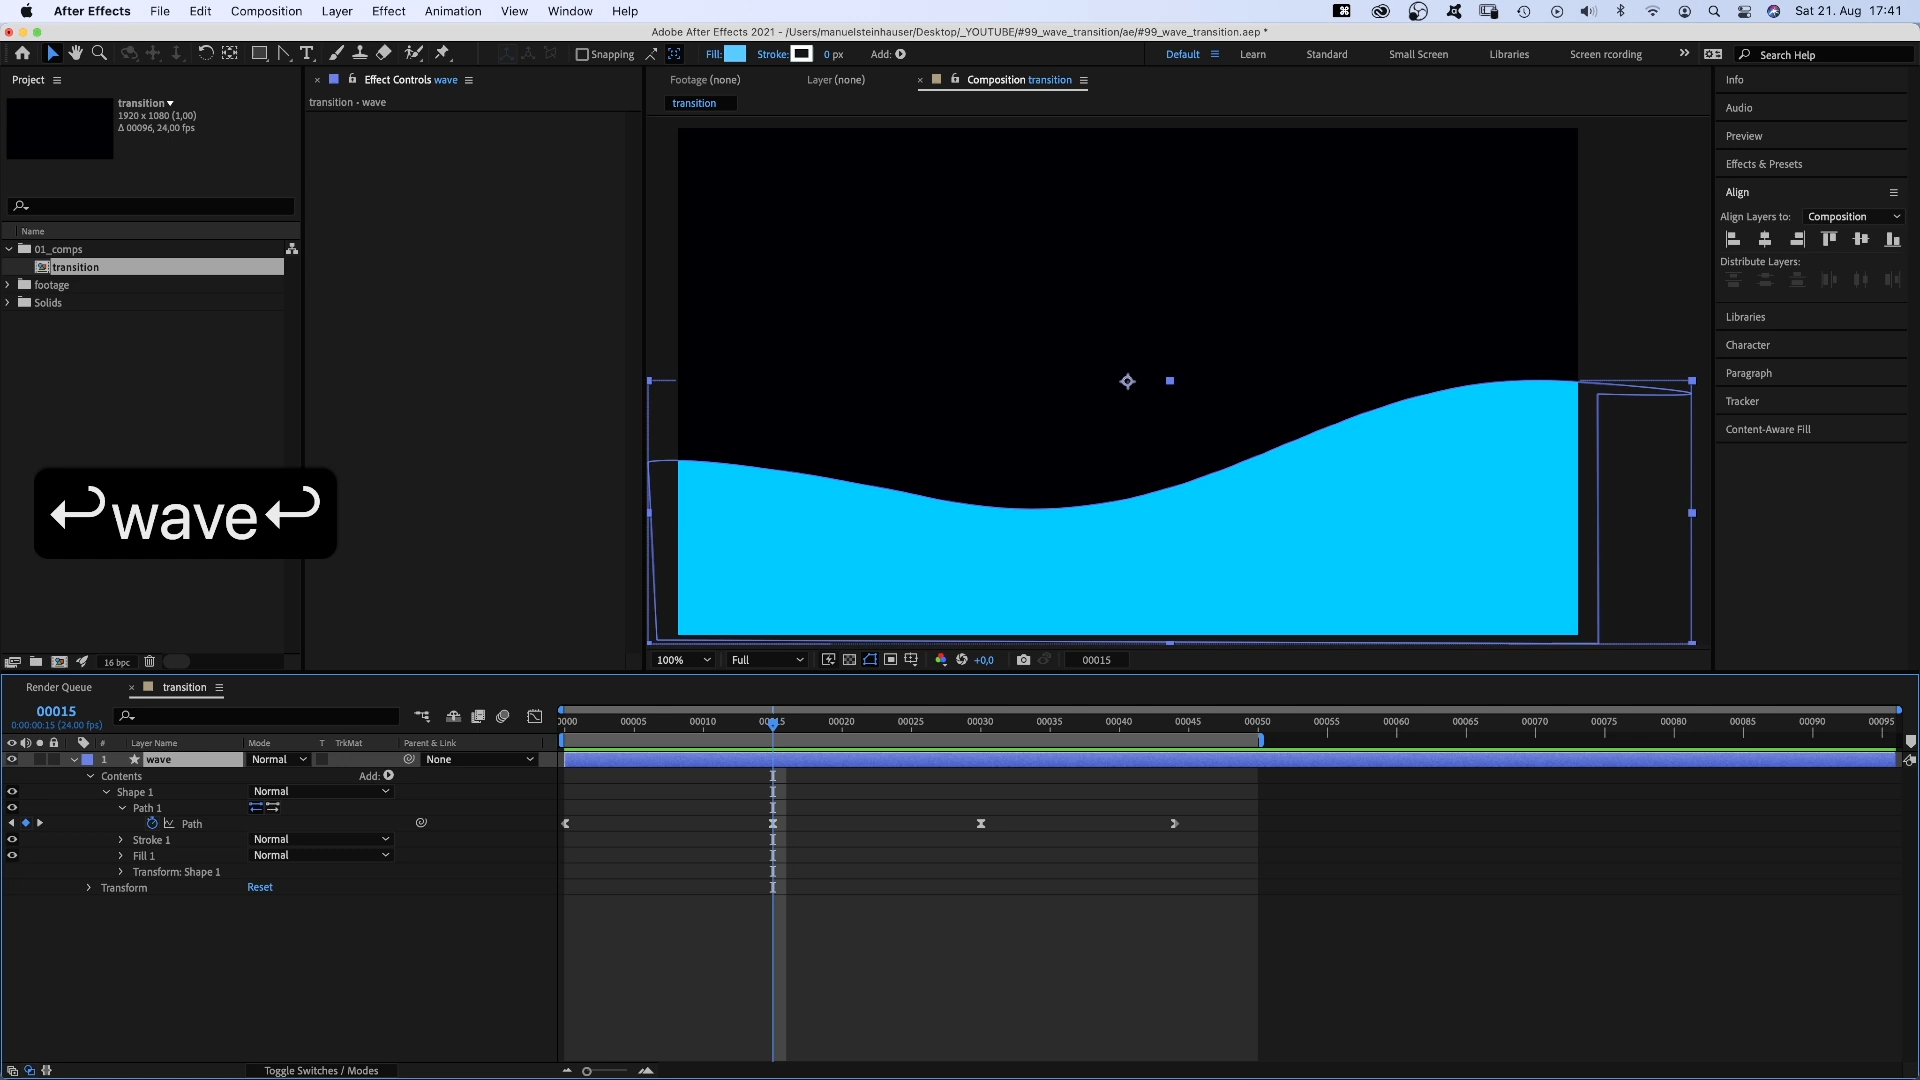 After Effects File Edit Composition Layer Effect Animation View Window Help Sat 21. Aug 17:41
Adobe After Effects 2021 - /Users/manuelsteinhauser/Desktop/_YOUTUBE/#99_wave_transition/ae/#99_wave_transition.aep *
Snapping Fill: Stroke: 0 px Add: Default Learn Standard Small Screen Libraries Screen rcording Search Help
Project Effect Controls wave Footage (none) Layer (none) Composition transition Info
transition - wave transition
transition
1920 x 1080 (1,00)
Δ 00096, 24,00 fps
Audio
Preview
Effects & Presets
Align
Align Layers to: Composition
Distribute Layers:
Libraries
Character
Paragraph
Tracker
Content-Aware Fill
Name
01_comps
transition
footage
Solids
wave
16 bpc 100% Full +0,0 00015
Render Queue transition
00015
0:00:00:15 (24.00 fps)
0000 00005 00010 00015 00020 00025 00030 00035 00040 00045 00050 00055 00060 00065 00070 00075 00080 00085 00090 00095
# Layer Name Mode T TrkMat Parent & Link
1 wave Normal None
Contents Add:
Shape 1 Normal
Path 1
Path
Stroke 1 Normal
Fill 1 Normal
Transform: Shape 1
Transform Reset
Toggle Switches / Modes